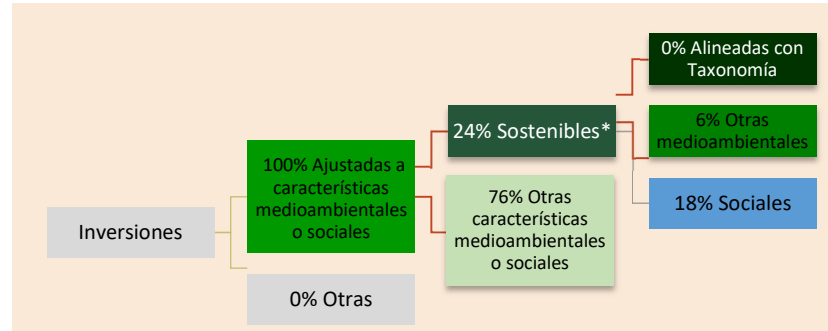 Inversiones
100% Ajustadas a
características
medioambientales
o sociales
0% Otras
24% Sostenibles*
76% Otras
características
medioambientales
o sociales
0% Alineadas con
Taxonomía
6% Otras
medioambientales
18% Sociales